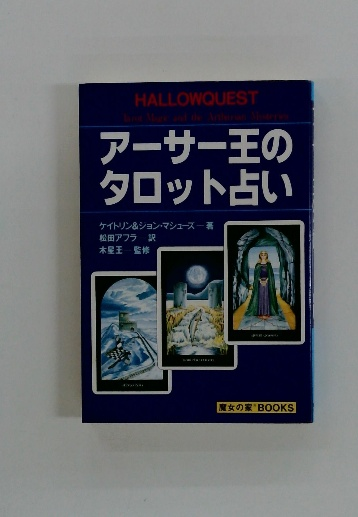 HALLOWQUEST
Tarot Magic and the Arthurian Mysteries
アーサー王の
タロット占い
ケイトリン&ジョン・マシューズ―著
松田アフラ―訳
木星王―監修
魔女の家BOOKS